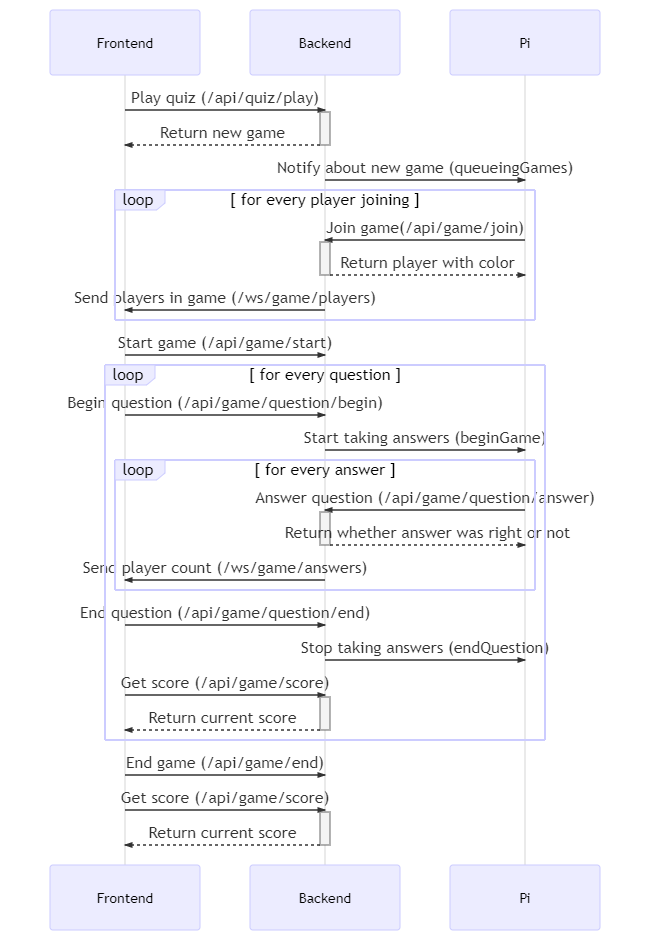 Frontend
Backend
Pi
Play quiz (/api/quiz/play)
Return new game
Notify about new game (queueingGames)
loop
[ for every player joining ]
Join game(/api/game/join)
Return player with color
Send players in game (/ws/game/players)
Start game (/api/game/start)
loop
[ for every question ]
Begin question (/api/game/question/begin)
Start taking answers (beginGame)
loop
[ for every answer ]
Answer question (/api/game/question/answer)
Return whether answer was right or not
Send player count (/ws/game/answers)
End question (/api/game/question/end)
Stop taking answers (endQuestion)
Get score (/api/game/score)
Return current score
End game (/api/game/end)
Get score (/api/game/score)
Return current score
Frontend
Backend
Pi